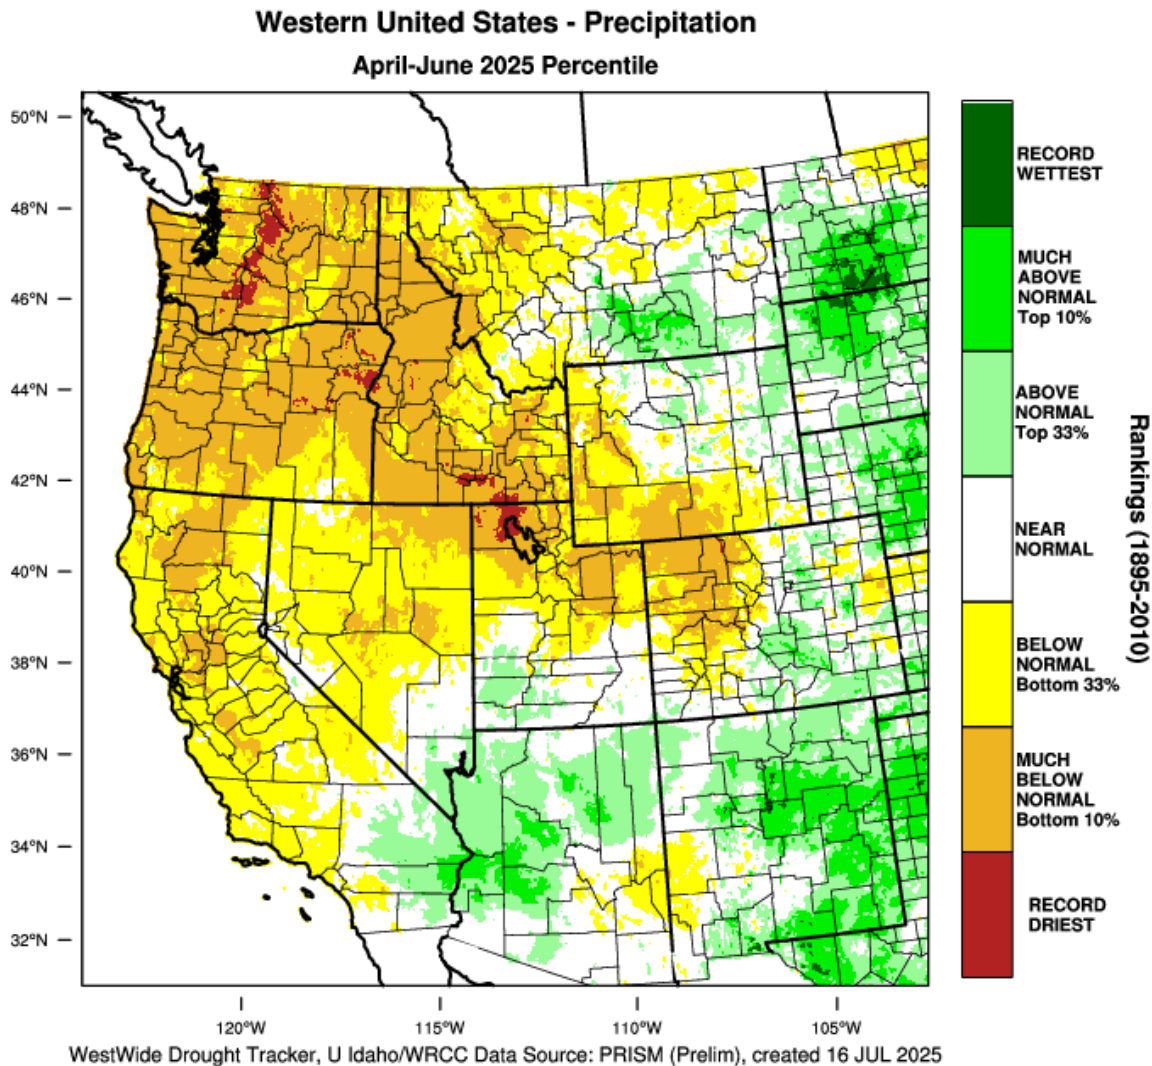 Western United States - Precipitation
April-June 2025 Percentile
50°N
48°N
46°N
44°N
42°N
40°N
38°N
36°N
34°N
32°N
120°W
115°W
110°W
105°W
RECORD
WETTEST
MUCH
ABOVE
NORMAL
Top 10%
ABOVE
NORMAL
Top 33%
NEAR
NORMAL
BELOW
NORMAL
Bottom 33%
MUCH
BELOW
NORMAL
Bottom 10%
RECORD
DRIEST
Rankings (1895-2010)
WestWide Drought Tracker, U Idaho/WRCC Data Source: PRISM (Prelim), created 16 JUL 2025